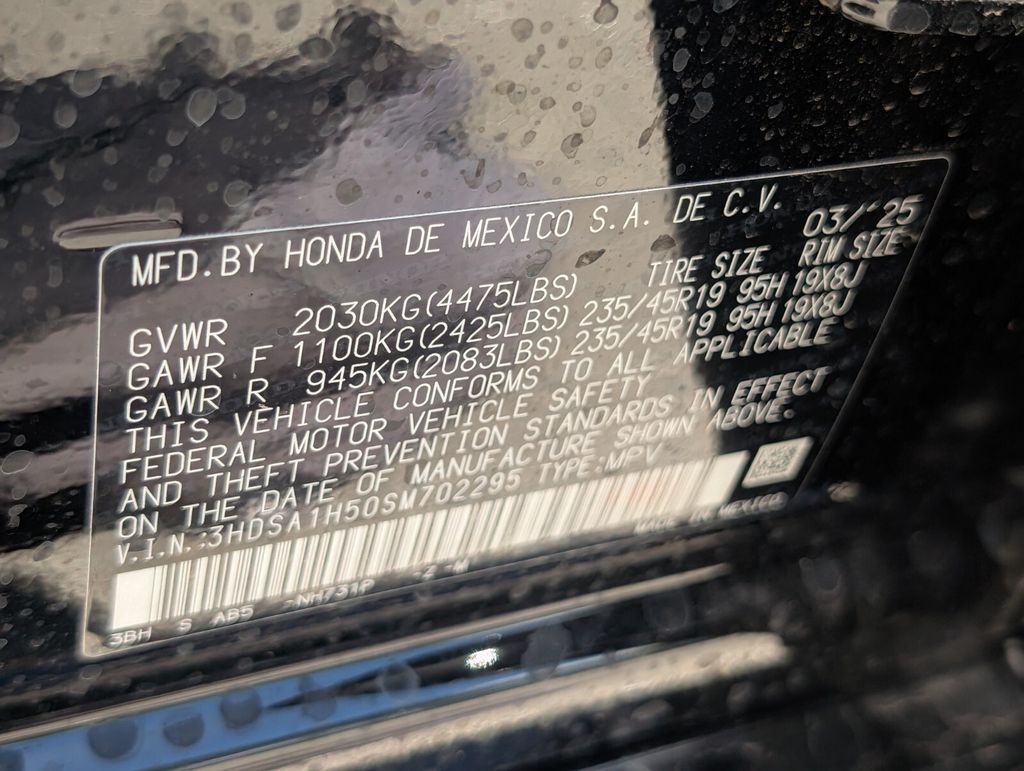 MFD. BY HONDA DE MEXICO S.A. DE C.V.
03/'25
TIRE SIZE RIM SIZE
GVWR 2030KG(4475LBS)
GAWR F 1100KG(2425LBS) 235/45R19 95H 19X8J
GAWR R 945KG(2083LBS) 235/45R19 95H 19X8J
THIS VEHICLE CONFORMS TO ALL APPLICABLE
FEDERAL MOTOR VEHICLE SAFETY
AND THEFT PREVENTION STANDARDS IN EFFECT
ON THE DATE OF MANUFACTURE SHOWN ABOVE.
V.I.N.:3HDSA1H50SM702295 TYPE:MPV
MADE IN MEXICO
3BH S AB5 -NH731P -Z -M